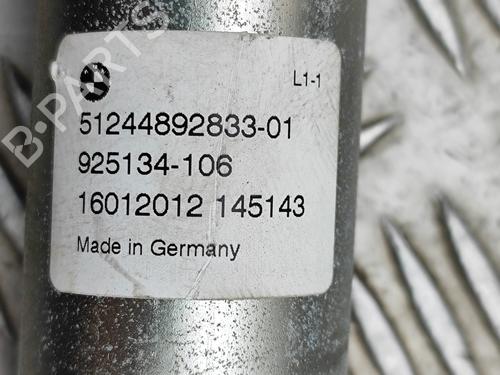 B-PARTS
L1-1
51244892833-01
925134-106
16012012 145143
Made in Germany